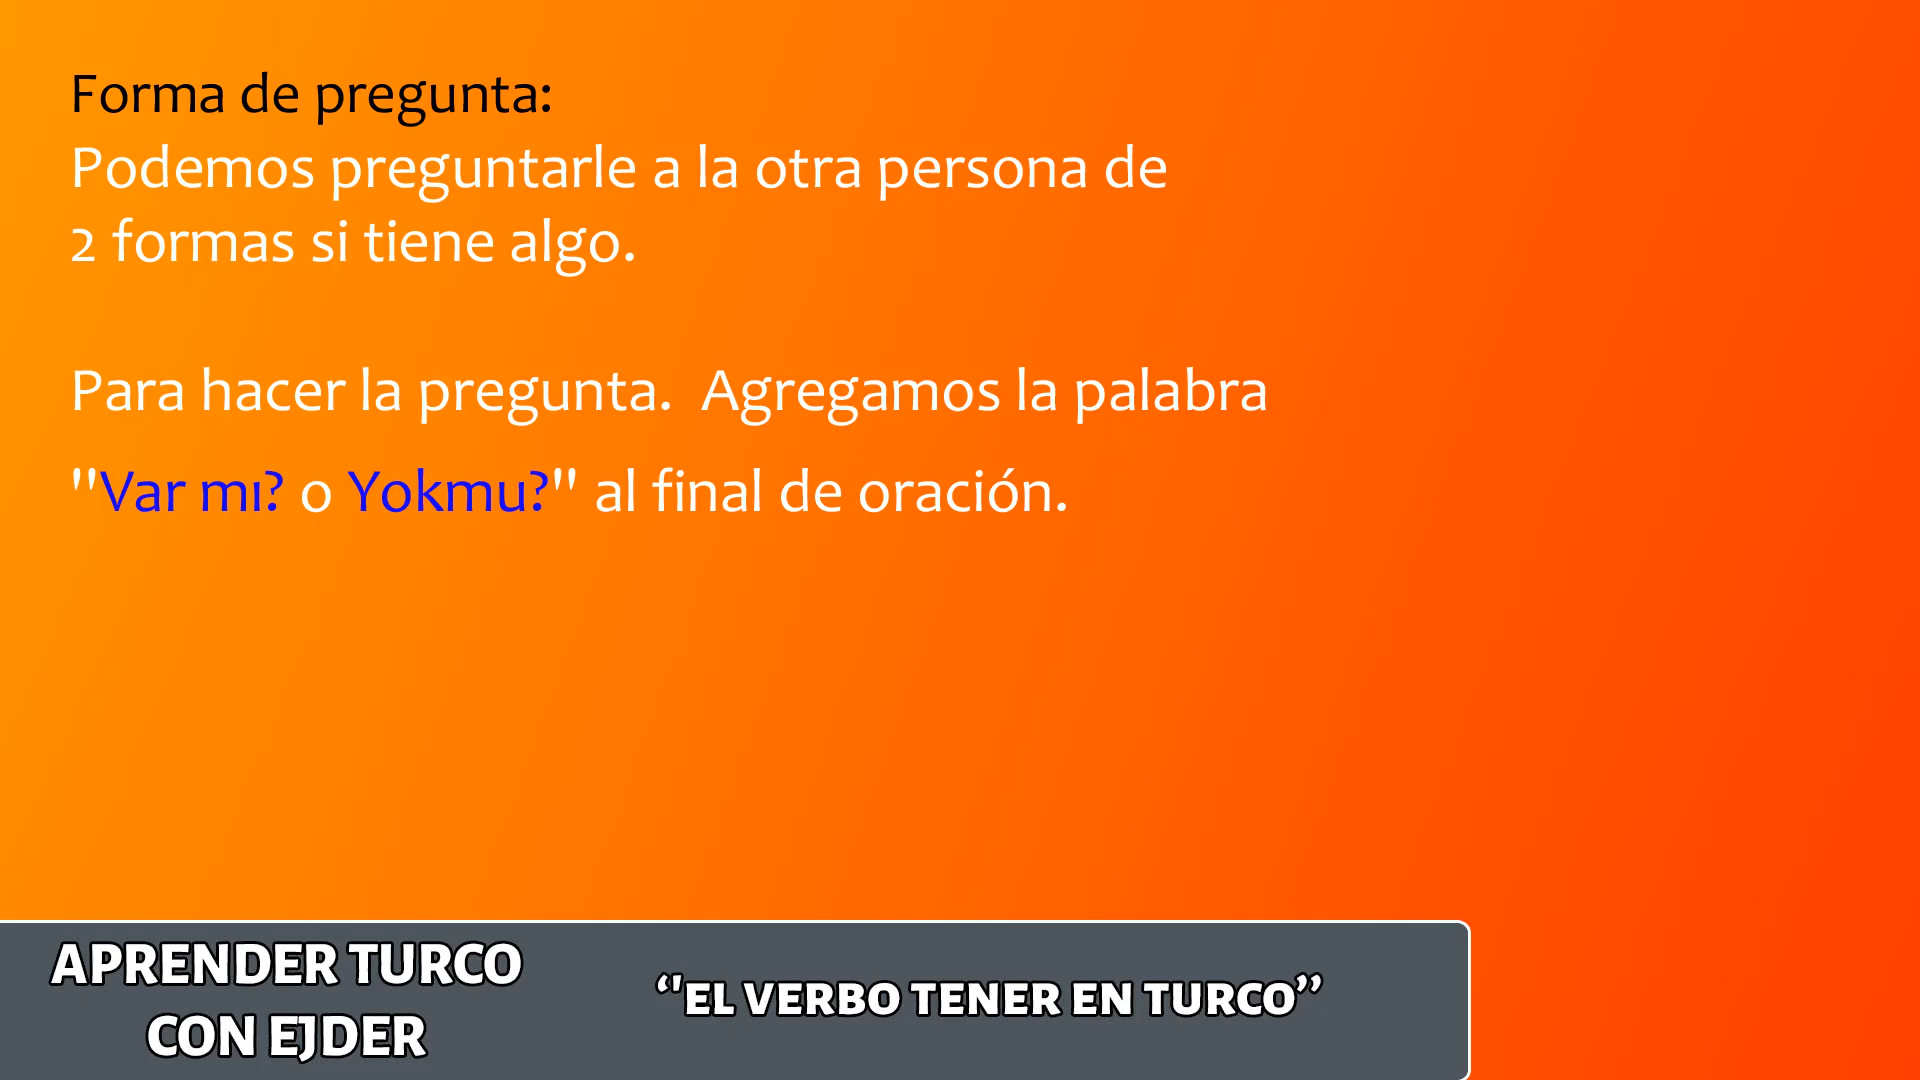 Forma de pregunta:
Podemos preguntarle a la otra persona de
2 formas si tiene algo.
Para hacer la pregunta.  Agregamos la palabra
"Var mı? o Yokmu?" al final de oración.
APRENDER TURCO
CON EJDER
‘'EL VERBO TENER EN TURCO’’